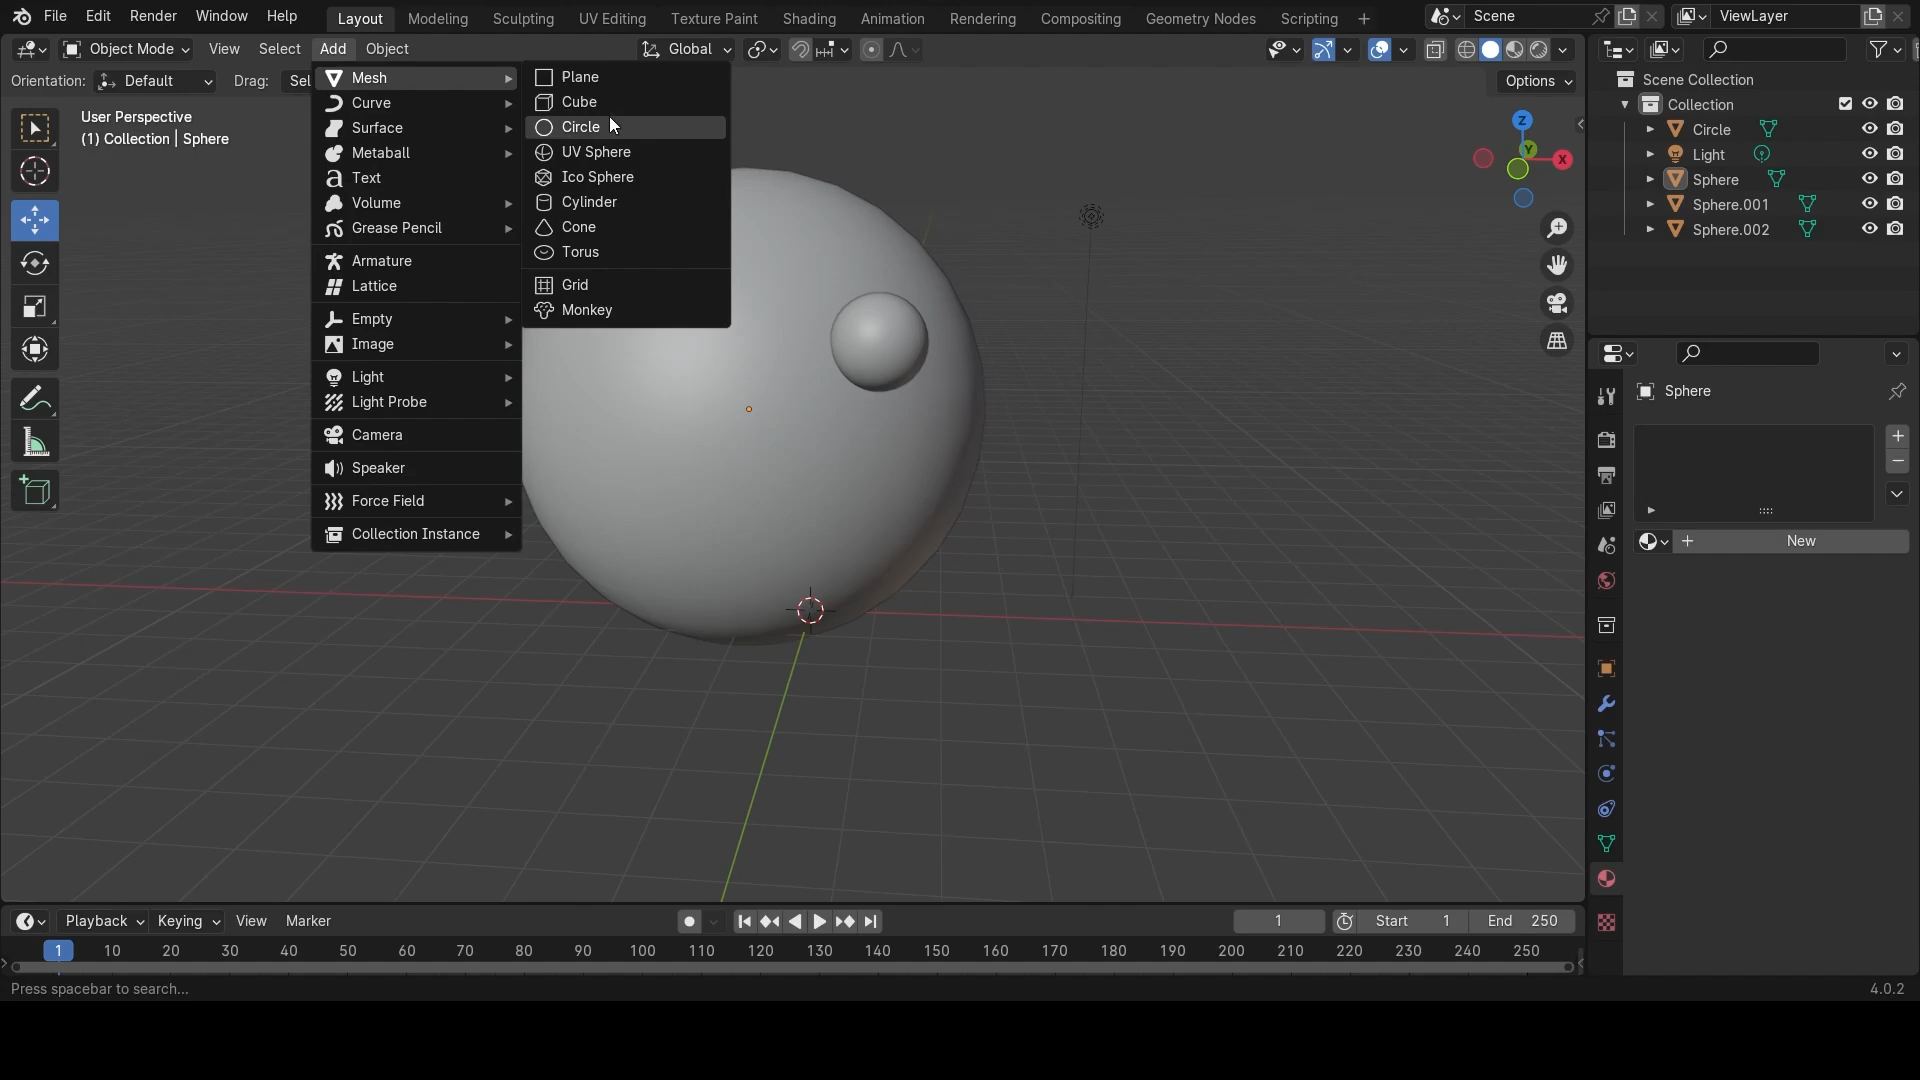 File Edit Render Window Help Layout Modeling Sculpting UV Editing Texture Paint Shading Animation Rendering Compositing Geometry Nodes Scripting + Scene ViewLayer
Object Mode View Select Add Object Global
Orientation: Default Drag: Sel Options
User Perspective
(1) Collection | Sphere
Mesh
Curve
Surface
Metaball
Text
Volume
Grease Pencil
Armature
Lattice
Empty
Image
Light
Light Probe
Camera
Speaker
Force Field
Collection Instance
Plane
Cube
Circle
UV Sphere
Ico Sphere
Cylinder
Cone
Torus
Grid
Monkey
Z
Y
X
Scene Collection
Collection
Circle
Light
Sphere
Sphere.001
Sphere.002
Sphere
+ New
Playback Keying View Marker 1 Start 1 End 250
1 10 20 30 40 50 60 70 80 90 100 110 120 130 140 150 160 170 180 190 200 210 220 230 240 250
Press spacebar to search... 4.0.2